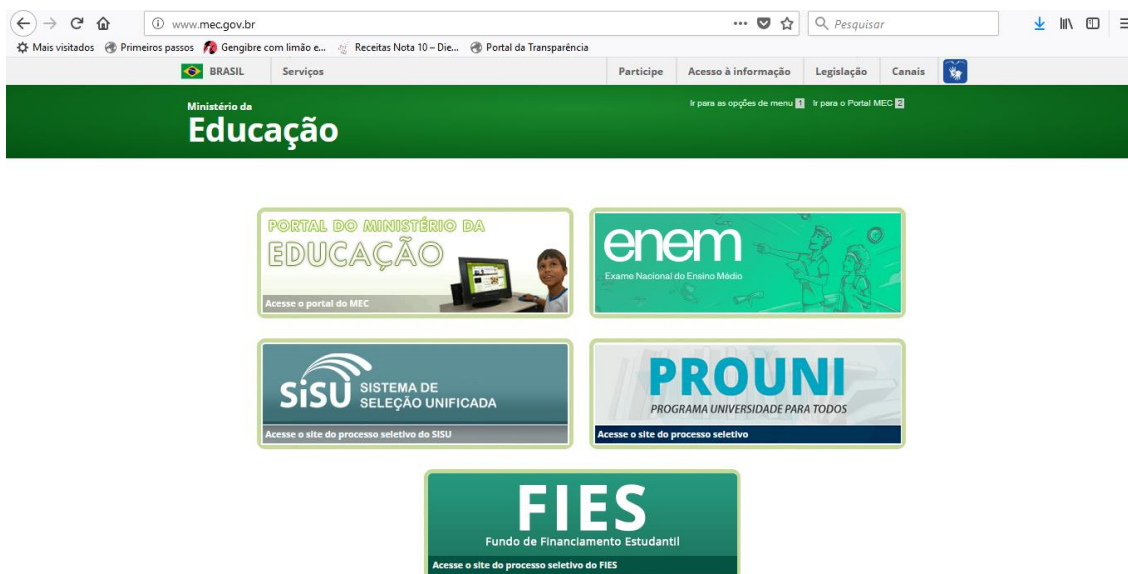 www.mec.gov.br
Pesquisar
Mais visitados Primeiros passos Gengibre com limão e... Receitas Nota 10 – Die... Portal da Transparência
BRASIL Serviços Participe Acesso à informação Legislação Canais
Ir para as opções de menu 1 Ir para o Portal MEC 2
Ministério da
Educação
PORTAL DO MINISTÉRIO DA
EDUCAÇÃO
Acesse o portal do MEC
enem
Exame Nacional do Ensino Médio
SiSU SISTEMA DE
SELEÇÃO UNIFICADA
Acesse o site do processo seletivo do SISU
PROUNI
PROGRAMA UNIVERSIDADE PARA TODOS
Acesse o site do processo seletivo
FIES
Fundo de Financiamento Estudantil
Acesse o site do processo seletivo do FIES